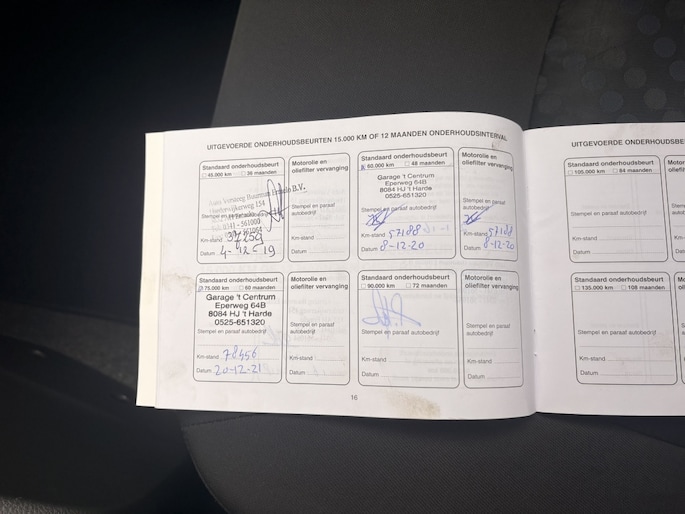 UITGEVOERDE ONDERHOUDSBEURTEN 15.000 KM OF 12 MAANDEN ONDERHOUDSINTERVAL
Standaard onderhoudsbeurt
45.000 km 36 maanden
Stempel en paraaf
0341 - 561000
Km-stand 37259
Datum 4-12-19
Motorolie en
oliefilter vervanging
Stempel en paraaf
autobedrijf
Km-stand
Datum
Standaard onderhoudsbeurt
60.000 km 48 maanden
Garage 't Centrum
Eperweg 64B
8084 HJ 't Harde
0525-651320
Stempel en paraaf autobedrijf
Km-stand 57188
Datum 8-12-20
Motorolie en
oliefilter vervanging
Stempel en paraaf
autobedrijf
Km-stand 57188
Datum 8-12-20
Standaard onderhoudsbeurt
75.000 km 60 maanden
Garage 't Centrum
Eperweg 64B
8084 HJ 't Harde
0525-651320
Stempel en paraaf autobedrijf
Km-stand 78456
Datum 20-12-21
Motorolie en
oliefilter vervanging
Stempel en paraaf
autobedrijf
Km-stand
Datum
Standaard onderhoudsbeurt
90.000 km 72 maanden
Stempel en paraaf autobedrijf
Km-stand
Datum
Motorolie en
oliefilter vervanging
Stempel en paraaf
autobedrijf
Km-stand
Datum
16
UITGEVOERDE ONDERHOUDSBE
Standaard onderhoudsbeurt
105.000 km 84 maanden
Stempel en paraaf autobedrijf
Km-stand
Datum
Mo
oli
Ste
aut
Km
Dat
Standaard onderhoudsbeurt
135.000 km 108 maanden
Stempel en paraaf autobedrijf
Km-stand
Datum